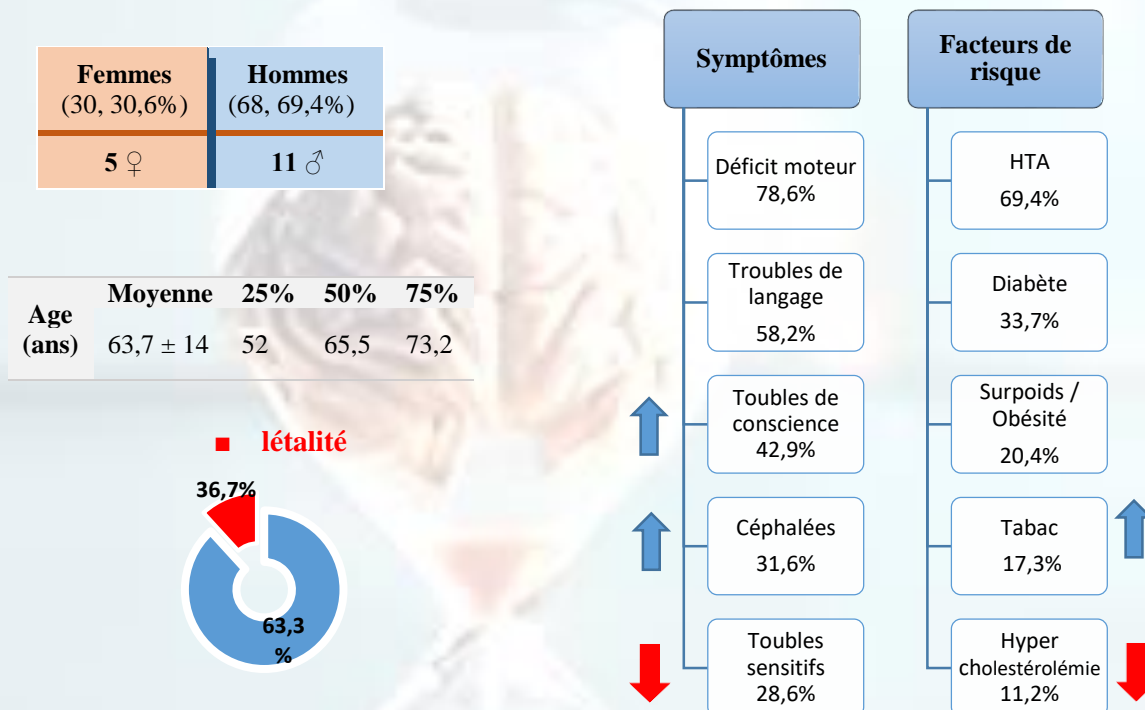 Femmes
(30, 30,6%)
Hommes
(68, 69,4%)
5 ♀
11 ♂
Age
(ans)
Moyenne 25% 50% 75%
63,7 ± 14 52 65,5 73,2
létalité
36,7%
63,3
%
Symptômes
Déficit moteur
78,6%
Troubles de
langage
58,2%
Toubles de
conscience
42,9%
Céphalées
31,6%
Toubles
sensitifs
28,6%
Facteurs de
risque
HTA
69,4%
Diabète
33,7%
Surpoids /
Obésité
20,4%
Tabac
17,3%
Hyper
cholestérolémie
11,2%